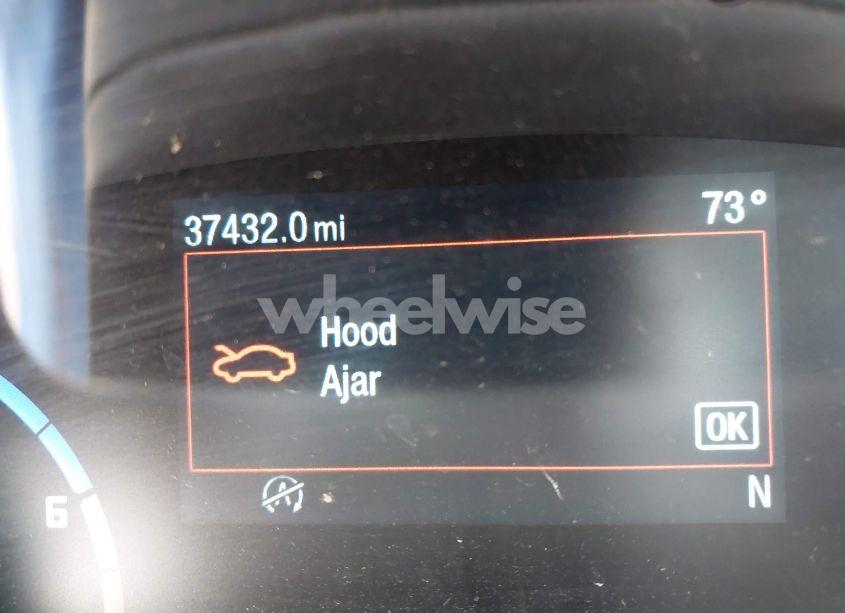 37432.0 mi
73°
wheelwise
Hood
Ajar
OK
6
A
N